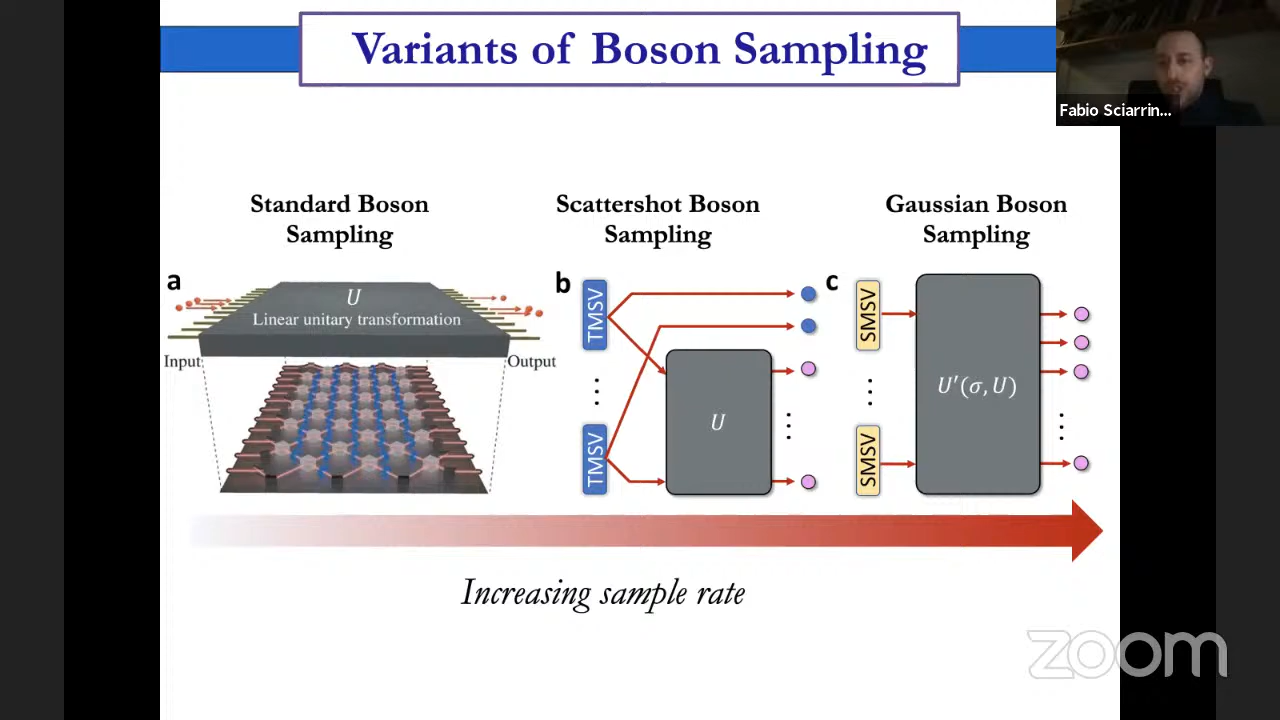 Variants of Boson Sampling
Fabio Sciarrin...
Standard Boson
Sampling
Scattershot Boson
Sampling
Gaussian Boson
Sampling
a
U
Linear unitary transformation
Input
Output
b
TMSV
TMSV
U
c
SMSV
SMSV
U′(σ, U)
Increasing sample rate
zoom